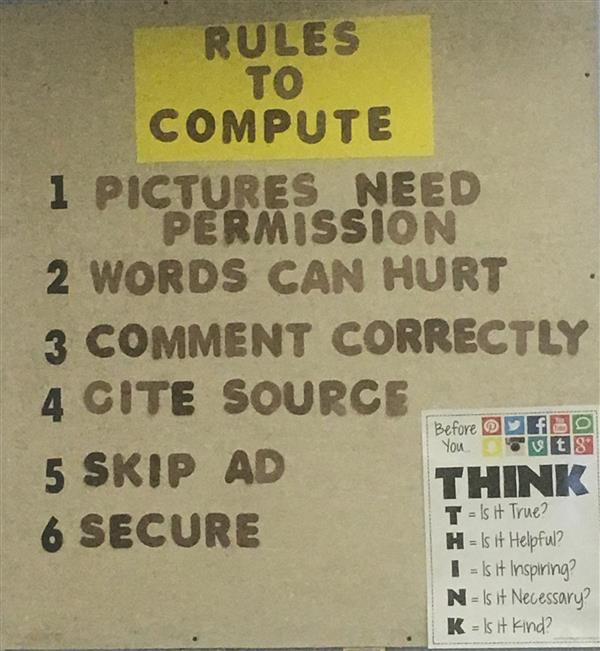 RULES
TO
COMPUTE
1 PICTURES NEED
PERMISSION
2 WORDS CAN HURT
3 COMMENT CORRECTLY
4 CITE SOURCE
5 SKIP AD
6 SECURE
Before
You...
THINK
T = Is it True?
H = Is it Helpful?
I = Is it Inspiring?
N = Is it Necessary?
K = Is it Kind?